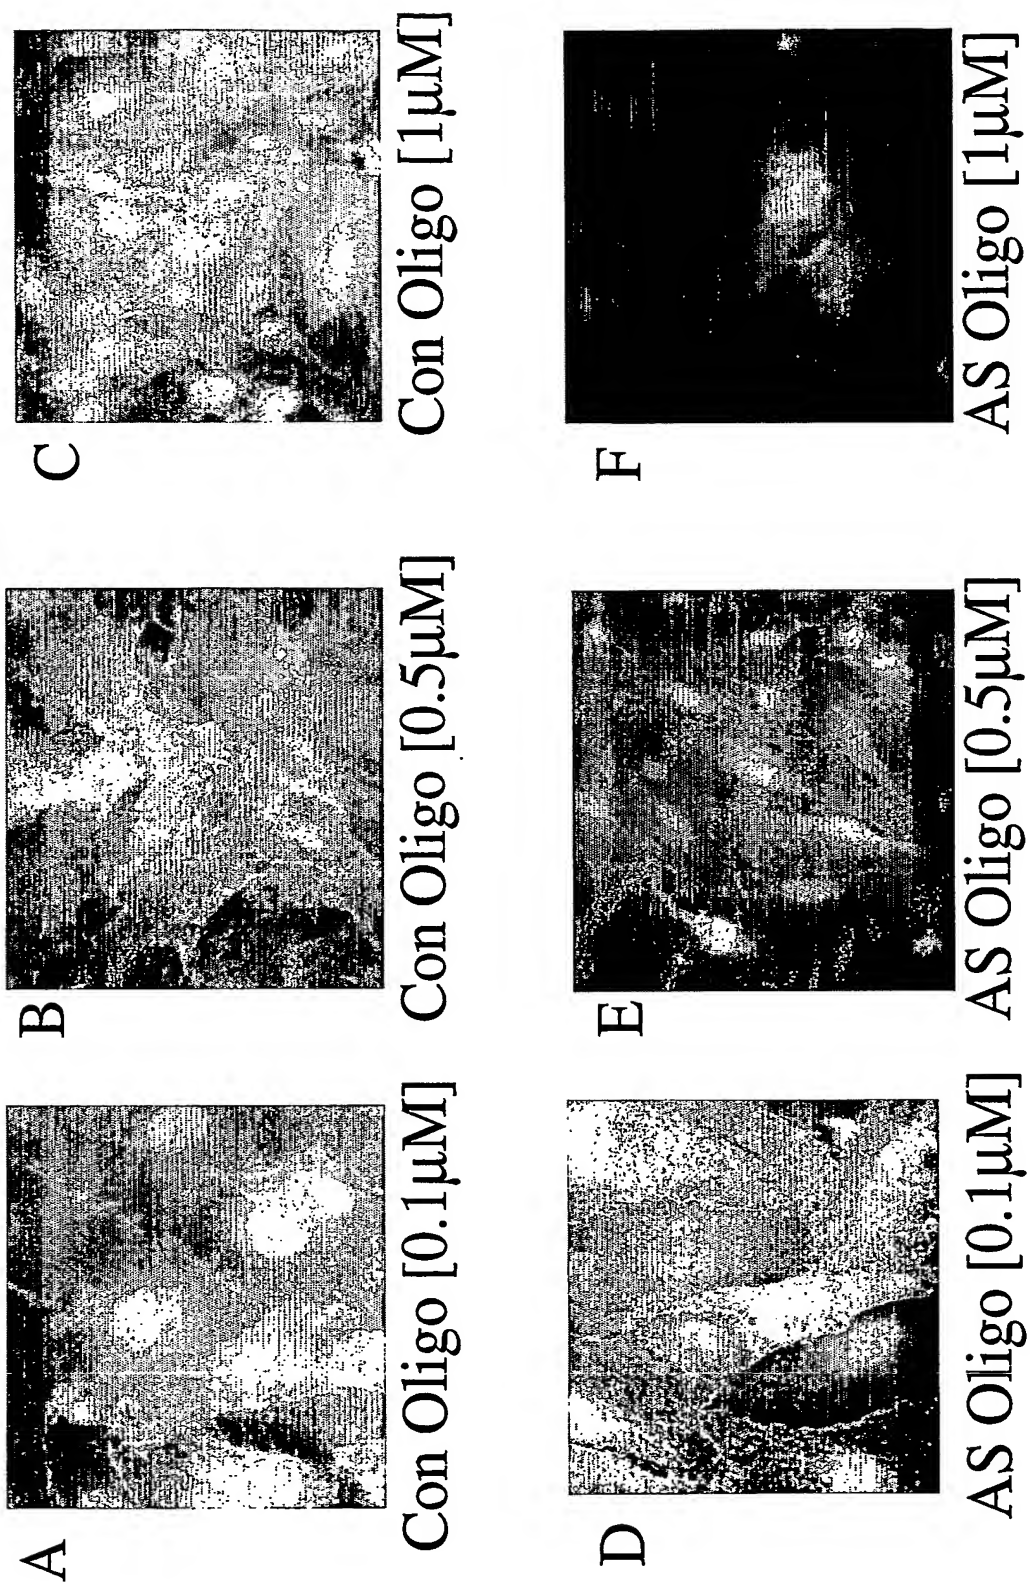 A
Con Oligo [0.1µM]
B
Con Oligo [0.5µM]
C
Con Oligo [1µM]
D
AS Oligo [0.1µM]
E
AS Oligo [0.5µM]
F
AS Oligo [1µM]